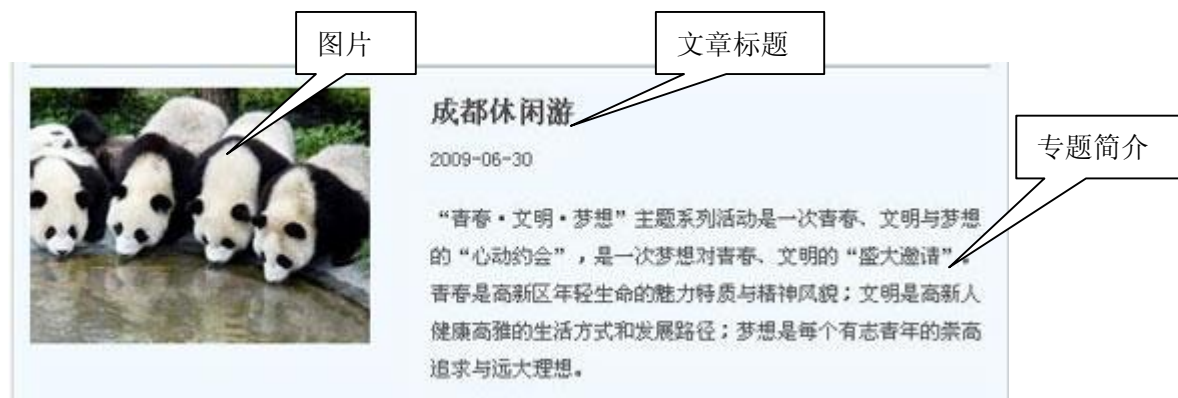 图片
文章标题
成都休闲游
2009-06-30
专题简介
“青春·文明·梦想”主题系列活动是一次青春、文明与梦想
的“心动约会”，是一次梦想对青春、文明的“盛大邀请”。
青春是高新区年轻生命的魅力特质与精神风貌；文明是高新人
健康高雅的生活方式和发展路径；梦想是每个有志青年的崇高
追求与远大理想。